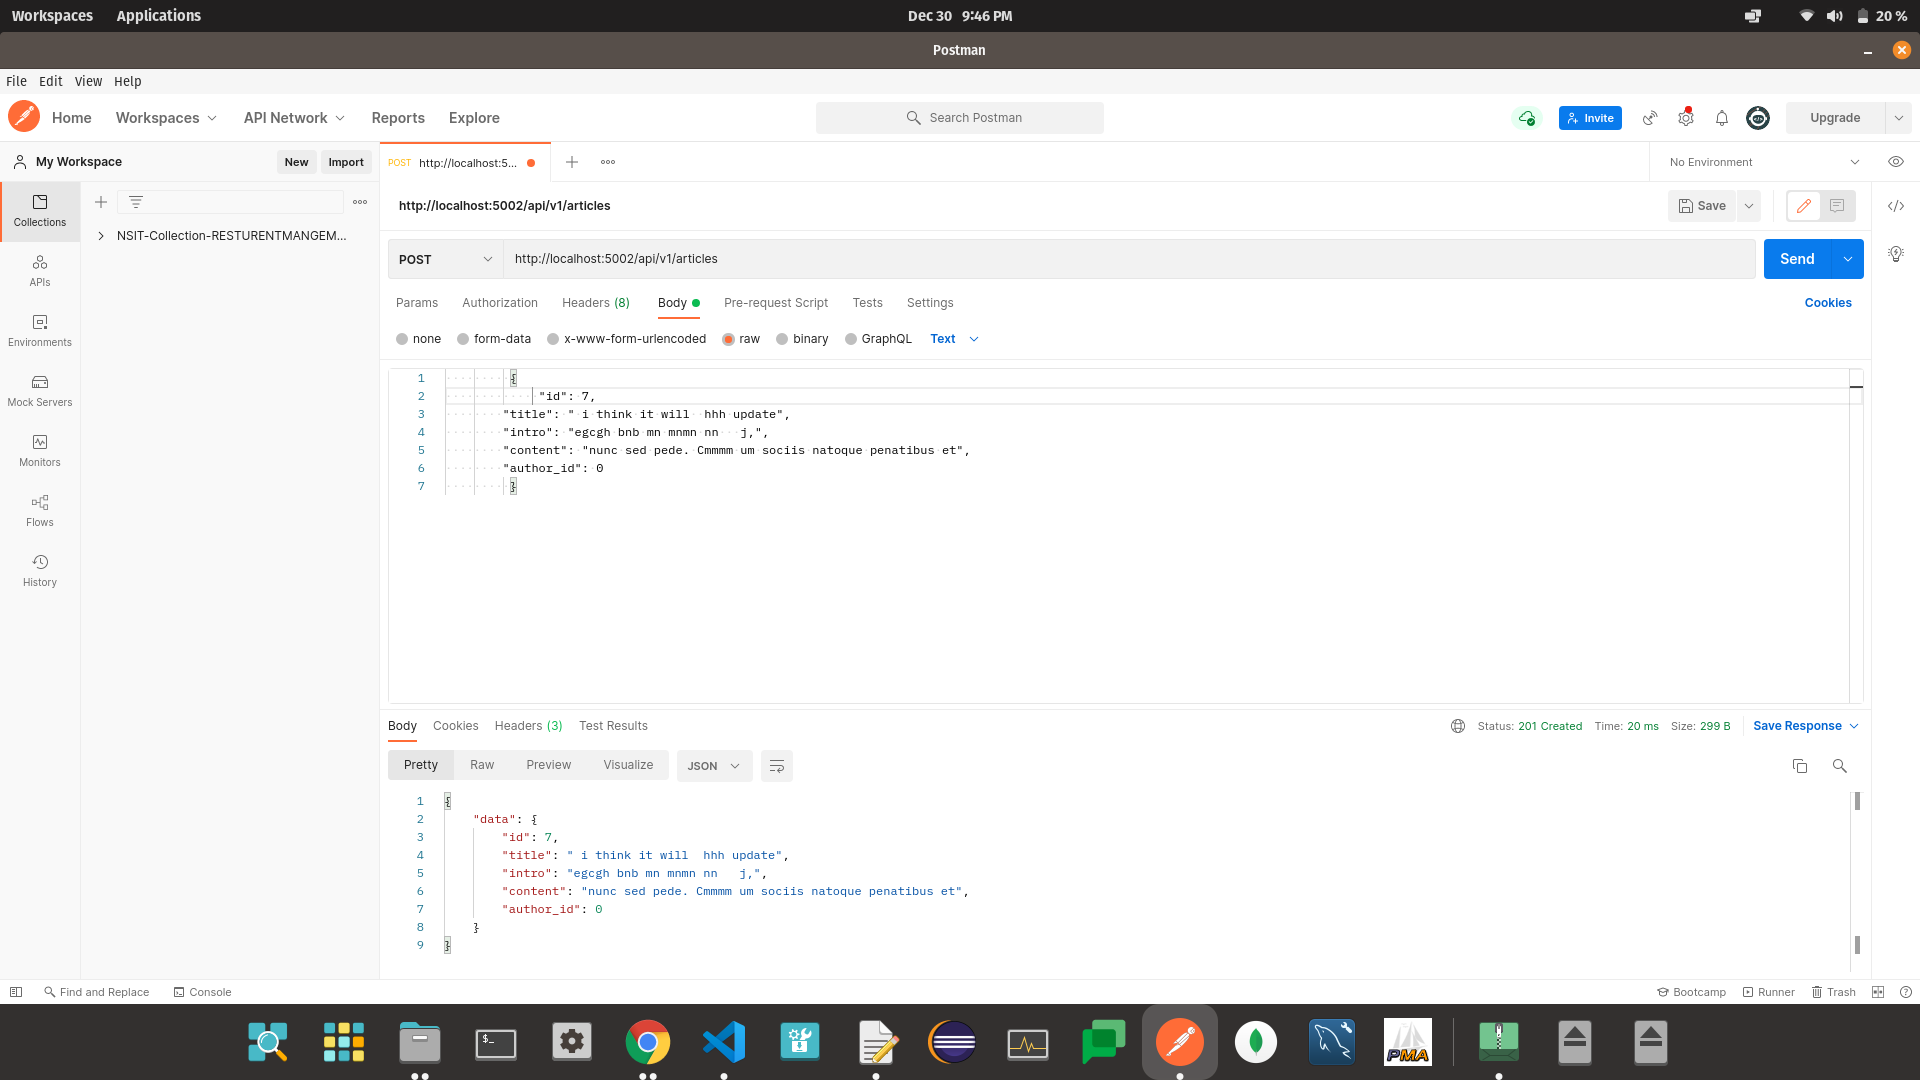 Workspaces Applications Dec 30 9:46 PM 20 %
Postman
File Edit View Help
Home Workspaces API Network Reports Explore Search Postman Invite Upgrade
My Workspace New Import POST http://localhost:5... No Environment
Collections
APIs
Environments
Mock Servers
Monitors
Flows
History
NSIT-Collection-RESTURENTMANGEM...
http://localhost:5002/api/v1/articles Save
POST http://localhost:5002/api/v1/articles Send
Params Authorization Headers (8) Body Pre-request Script Tests Settings Cookies
none form-data x-www-form-urlencoded raw binary GraphQL Text
1 {
2 "id": 7,
3 "title": " i think it will  hhh update",
4 "intro": "egcgh bnb mn mnmn nn   j,",
5 "content": "nunc sed pede. Cmmmm um sociis natoque penatibus et",
6 "author_id": 0
7 }
Body Cookies Headers (3) Test Results Status: 201 Created Time: 20 ms Size: 299 B Save Response
Pretty Raw Preview Visualize JSON
1 {
2 "data": {
3 "id": 7,
4 "title": " i think it will  hhh update",
5 "intro": "egcgh bnb mn mnmn nn   j,",
6 "content": "nunc sed pede. Cmmmm um sociis natoque penatibus et",
7 "author_id": 0
8 }
9 }
Find and Replace Console Bootcamp Runner Trash
$_ PMA